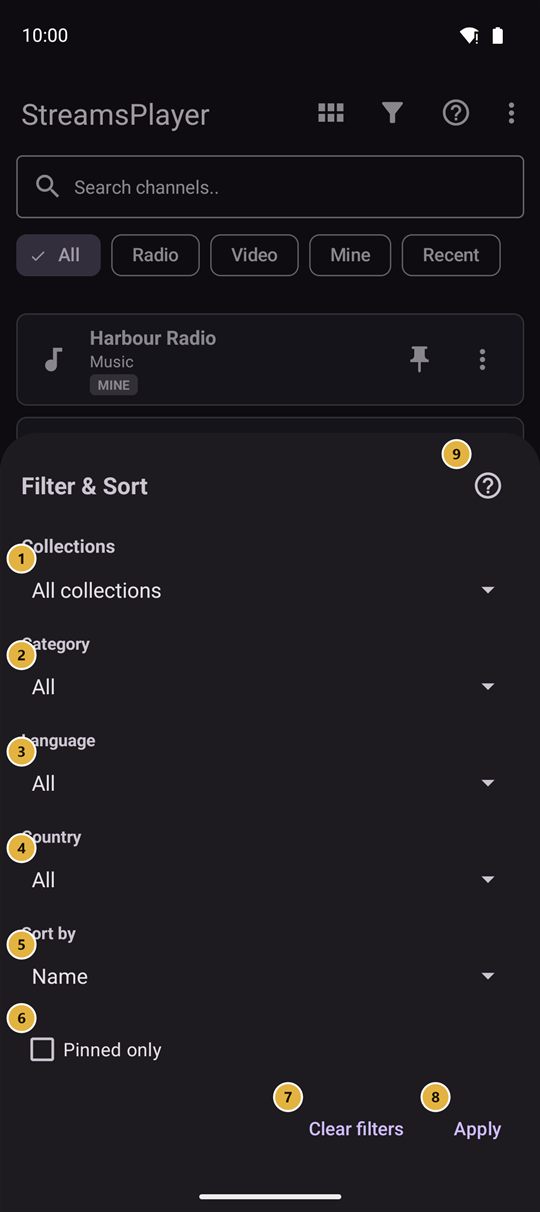 10:00
StreamsPlayer
Search channels..
All Radio Video Mine Recent
Harbour Radio
Music
MINE
9
Filter & Sort
Collections
1
All collections
Category
2
All
Language
3
All
Country
4
All
Sort by
5
Name
6
Pinned only
7 8
Clear filters Apply